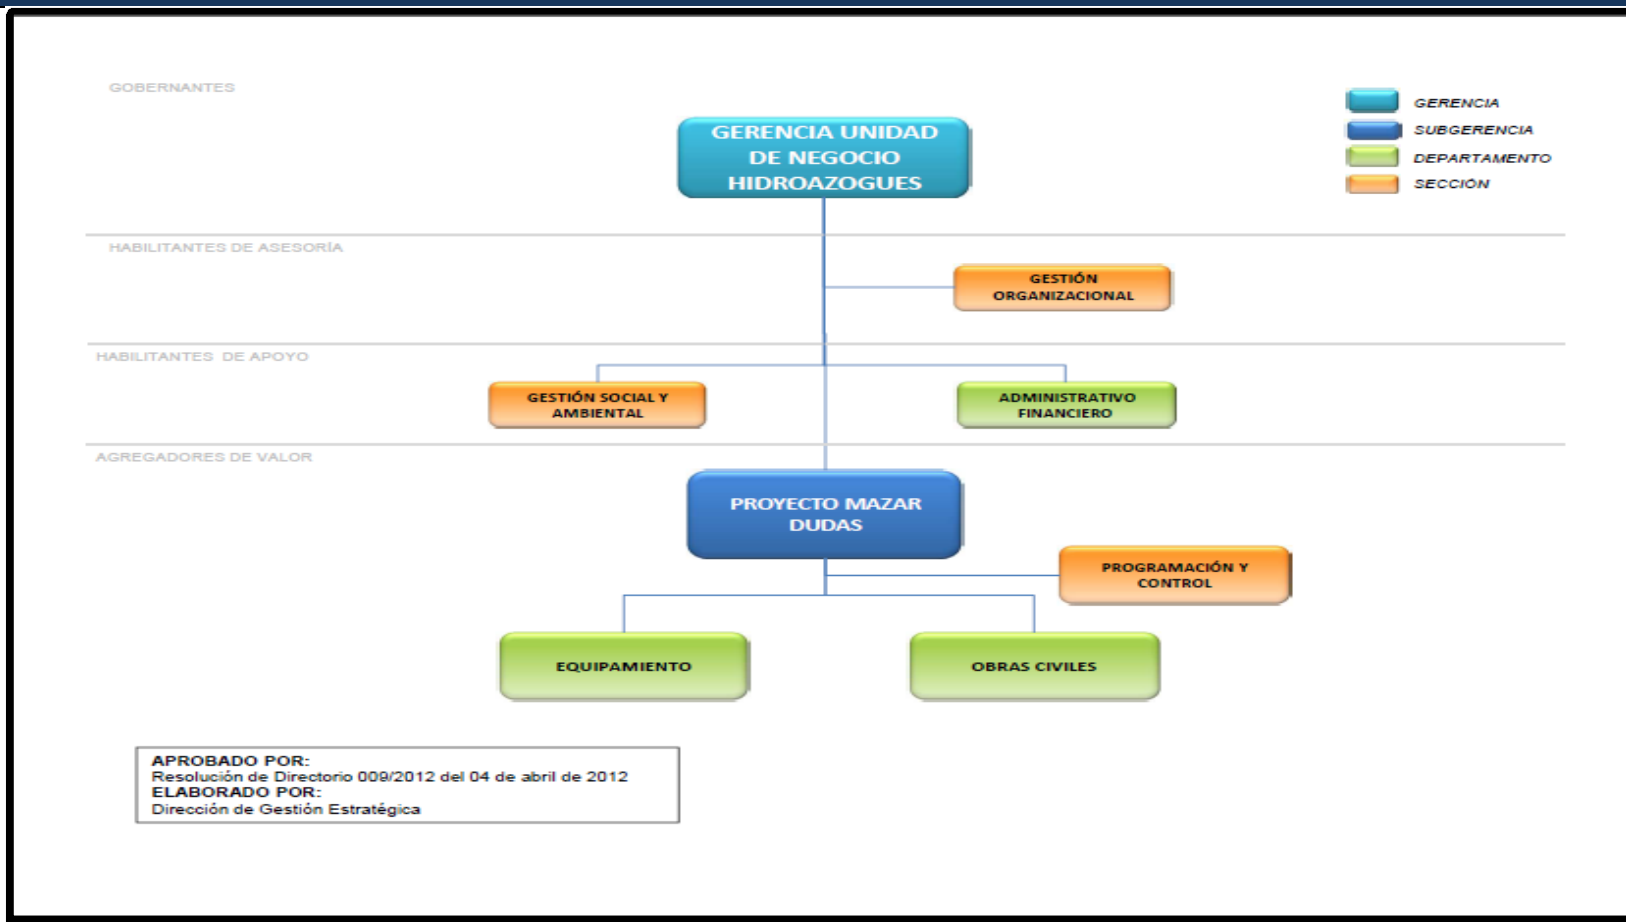 GOBERNANTES
GERENCIA
SUBGERENCIA
DEPARTAMENTO
SECCIÓN
GERENCIA UNIDAD
DE NEGOCIO
HIDROAZOGUES
HABILITANTES DE ASESORÍA
GESTIÓN
ORGANIZACIONAL
HABILITANTES DE APOYO
GESTIÓN SOCIAL Y
AMBIENTAL
ADMINISTRATIVO
FINANCIERO
AGREGADORES DE VALOR
PROYECTO MAZAR
DUDAS
PROGRAMACIÓN Y
CONTROL
EQUIPAMIENTO
OBRAS CIVILES
APROBADO POR:
Resolución de Directorio 009/2012 del 04 de abril de 2012
ELABORADO POR:
Dirección de Gestión Estratégica